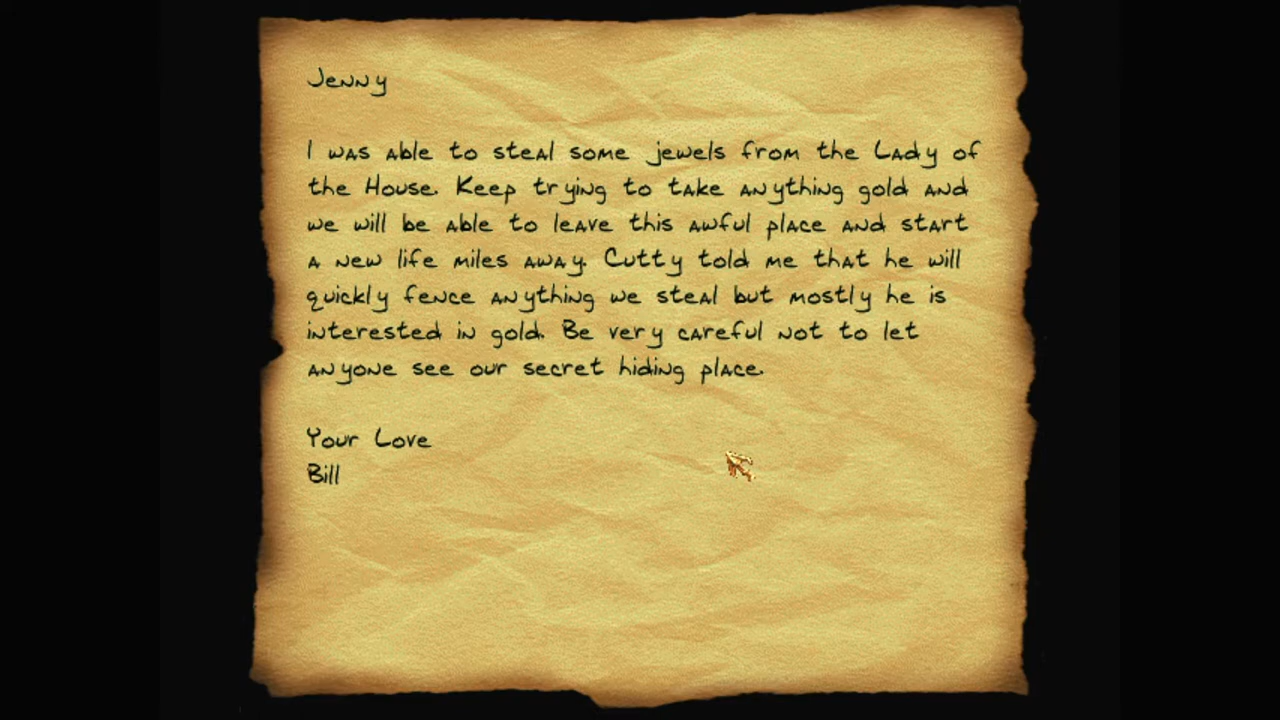 Jenny
I was able to steal some jewels from the Lady of
the House. Keep trying to take anything gold and
we will be able to leave this awful place and start
a new life miles away. Cutty told me that he will
quickly fence anything we steal but mostly he is
interested in gold. Be very careful not to let
anyone see our secret hiding place.
Your Love
Bill